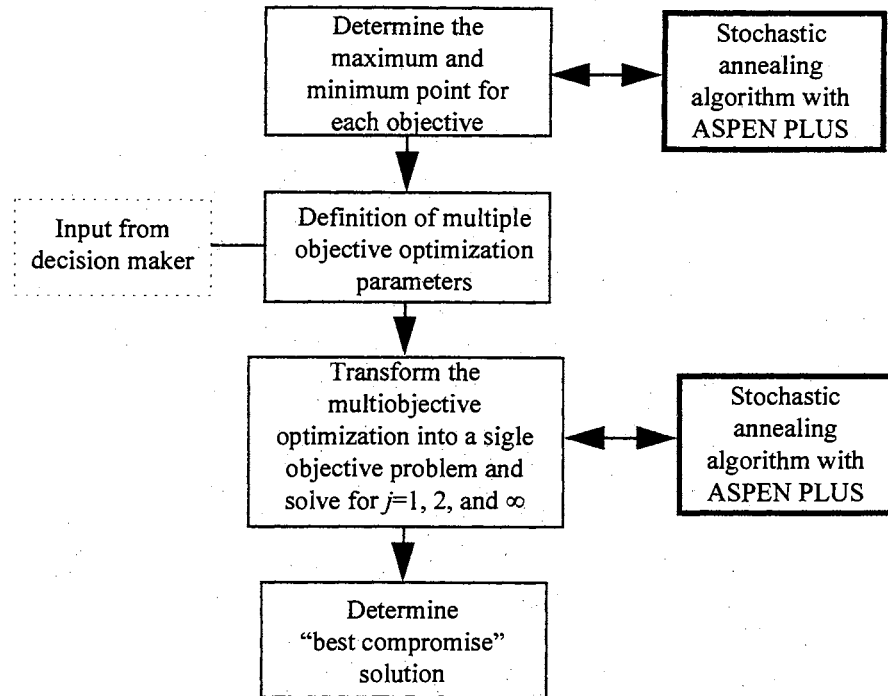 Determine the
maximum and
minimum point for
each objective
Stochastic
annealing
algorithm with
ASPEN PLUS
Input from
decision maker
Definition of multiple
objective optimization
parameters
Transform the
multiobjective
optimization into a sigle
objective problem and
solve for j=1, 2, and ∞
Stochastic
annealing
algorithm with
ASPEN PLUS
Determine
“best compromise”
solution